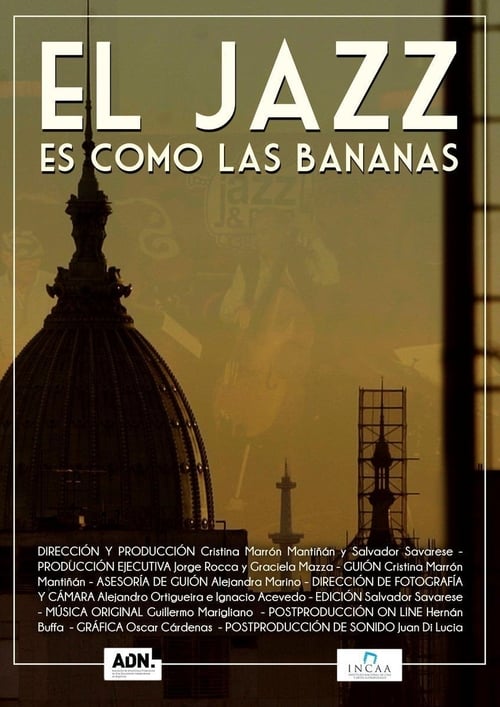 EL JAZZ
ES COMO LAS BANANAS
jazz
DIRECCIÓN Y PRODUCCIÓN Cristina Marrón Mantiñán y Salvador Savarese -
PRODUCCIÓN EJECUTIVA Jorge Rocca y Graciela Mazza - GUIÓN Cristina Marrón
Mantiñán - ASESORÍA DE GUIÓN Alejandra Marino - DIRECCIÓN DE FOTOGRAFÍA
Y CÁMARA Alejandro Ortigueira e Ignacio Acevedo - EDICIÓN Salvador Savarese
- MÚSICA ORIGINAL Guillermo Marigliano - POSTPRODUCCIÓN ON LINE Hernán
Buffa - GRÁFICA Oscar Cárdenas - POSTPRODUCCIÓN DE SONIDO Juan Di Lucia
ADN.
INCAA